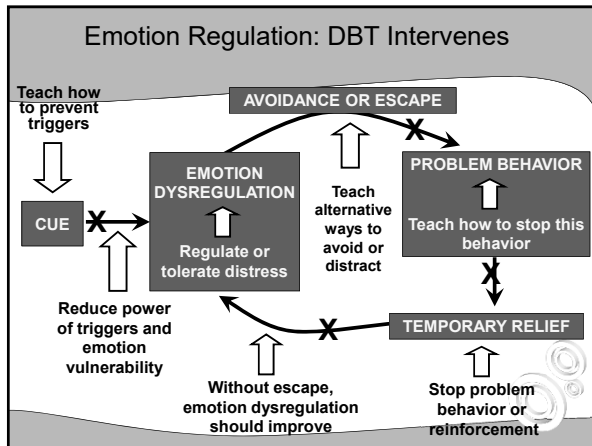 Emotion Regulation: DBT Intervenes
Teach how
to prevent
triggers
AVOIDANCE OR ESCAPE
X
EMOTION
DYSREGULATION
Regulate or
tolerate distress
Teach
alternative
ways to
avoid or
distract
PROBLEM BEHAVIOR
Teach how to stop this
behavior
CUE
X
X
Reduce power
of triggers and
emotion
vulnerability
X
TEMPORARY RELIEF
Without escape,
emotion dysregulation
should improve
Stop problem
behavior or
reinforcement